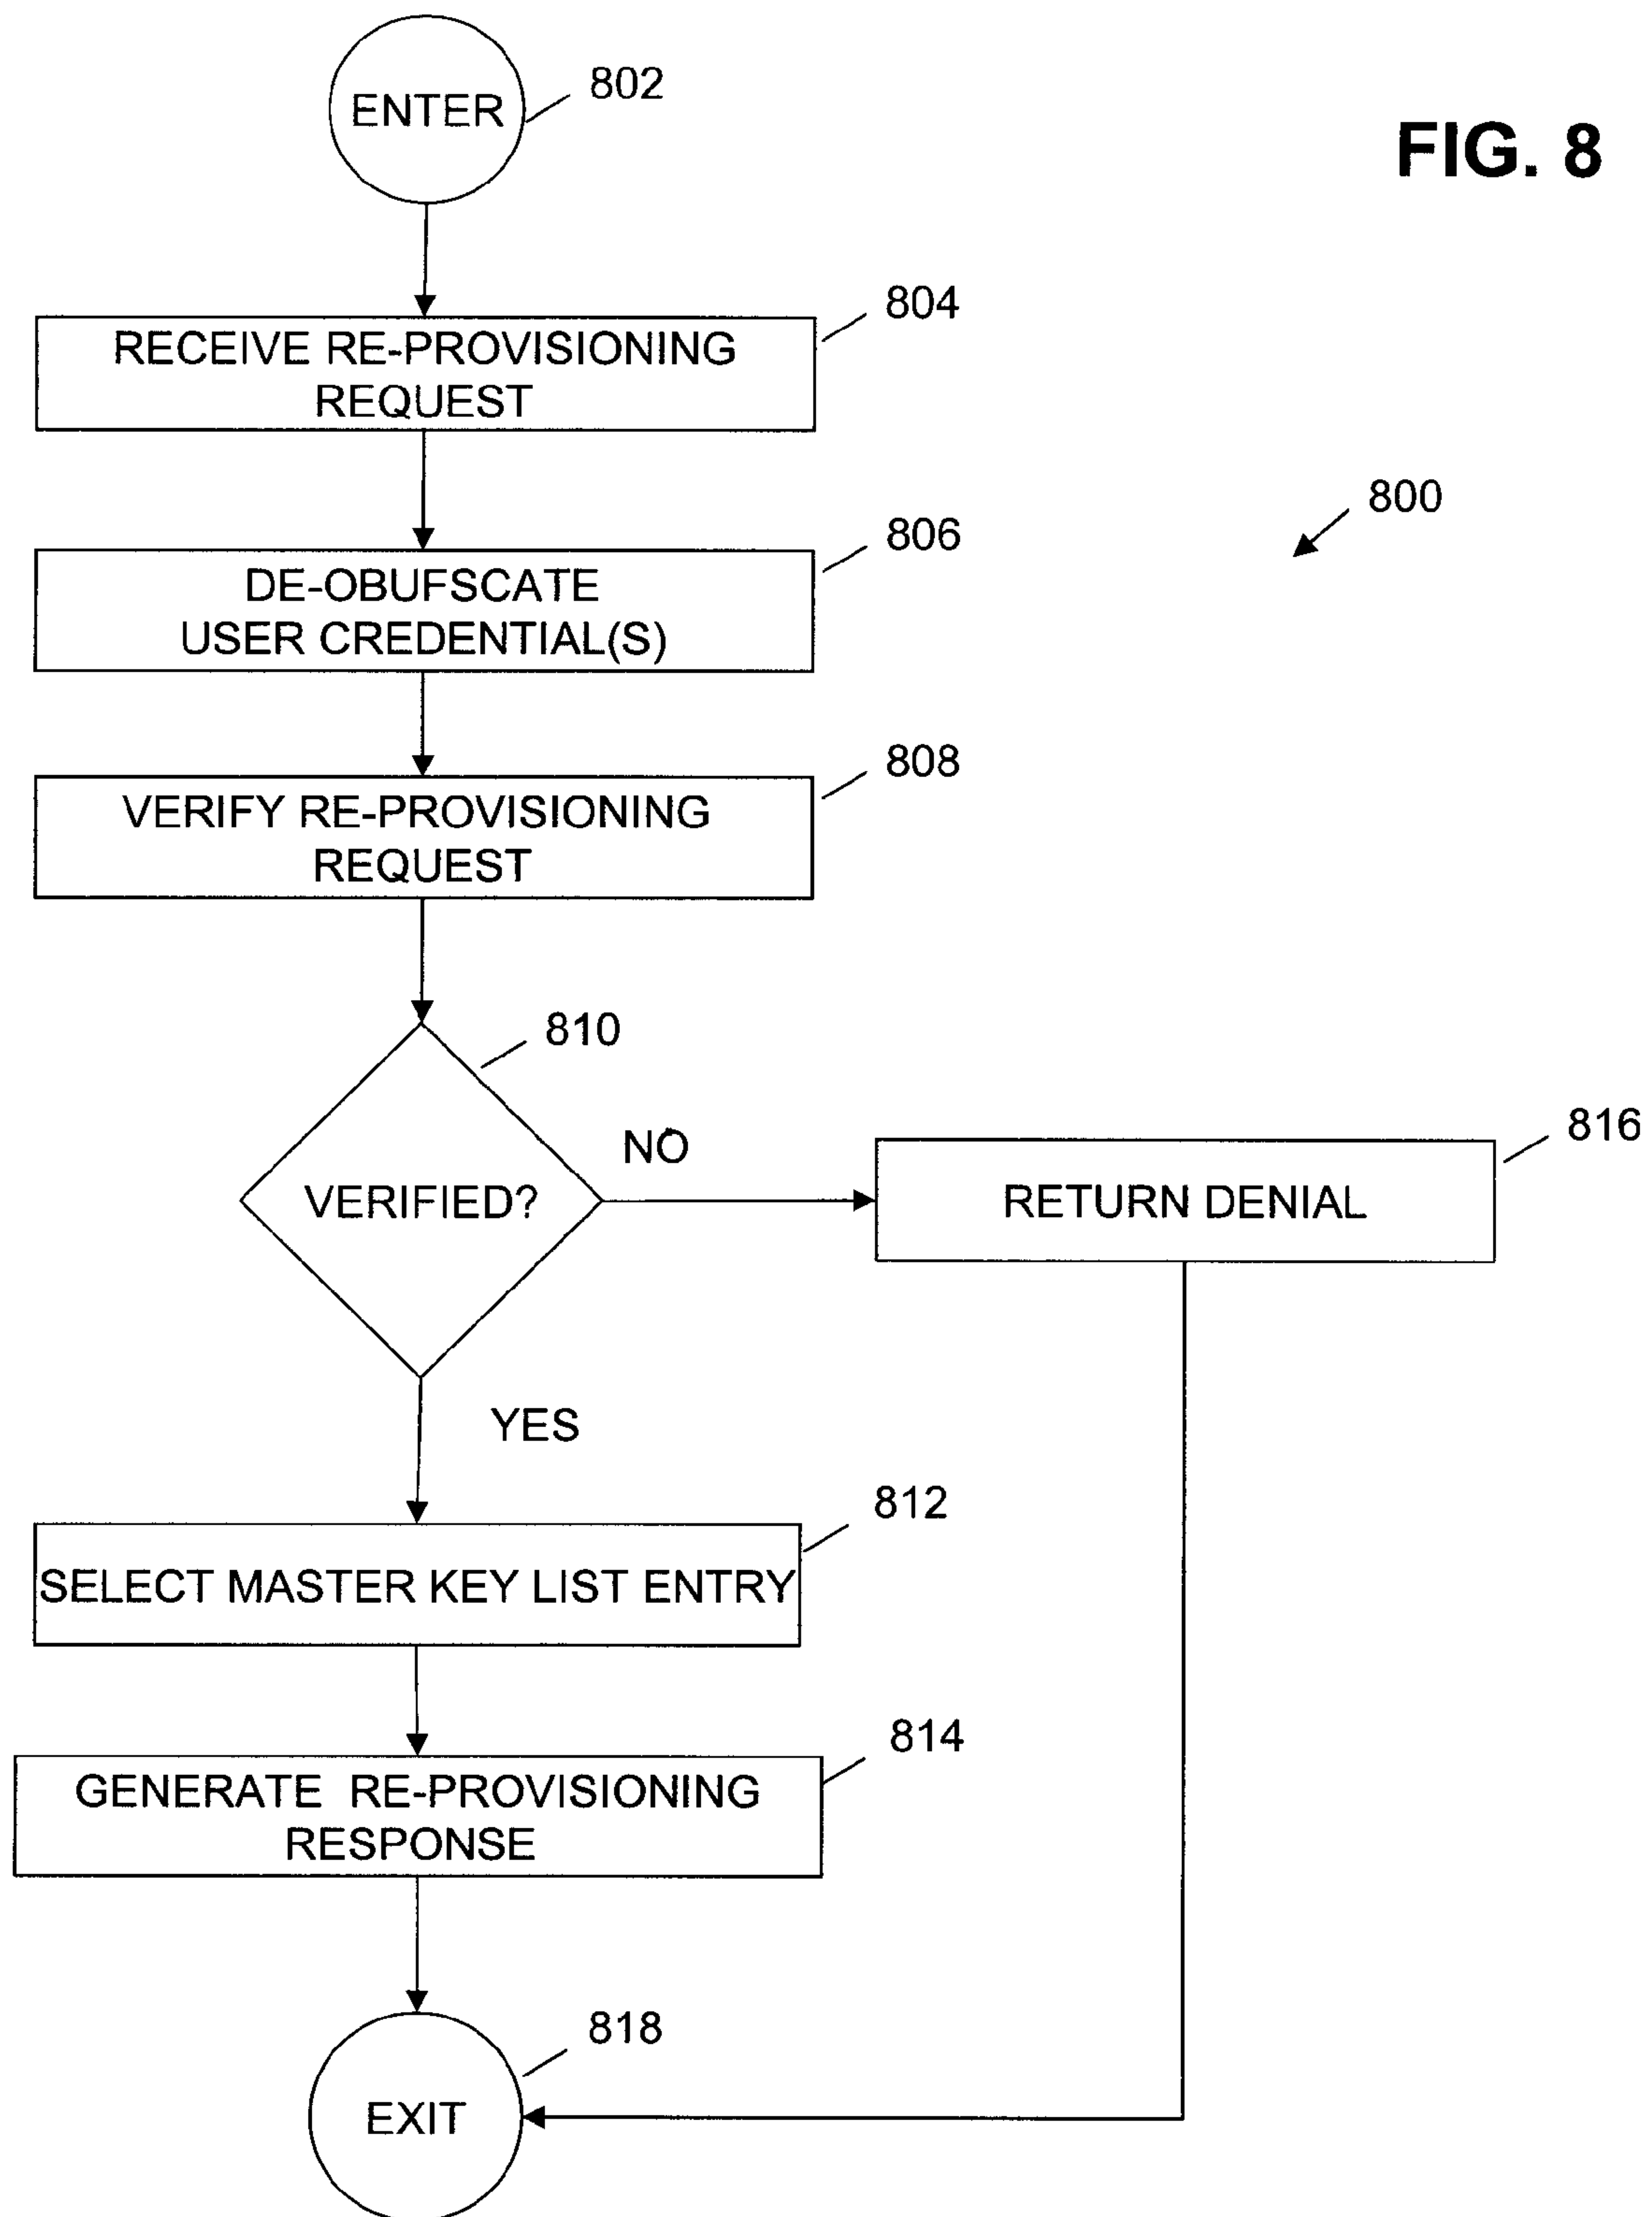 FIG. 8
ENTER
802
RECEIVE RE-PROVISIONING
REQUEST
804
800
DE-OBUFSCATE
USER CREDENTIAL(S)
806
VERIFY RE-PROVISIONING
REQUEST
808
810
VERIFIED?
NO
RETURN DENIAL
816
YES
SELECT MASTER KEY LIST ENTRY
812
GENERATE RE-PROVISIONING
RESPONSE
814
EXIT
818